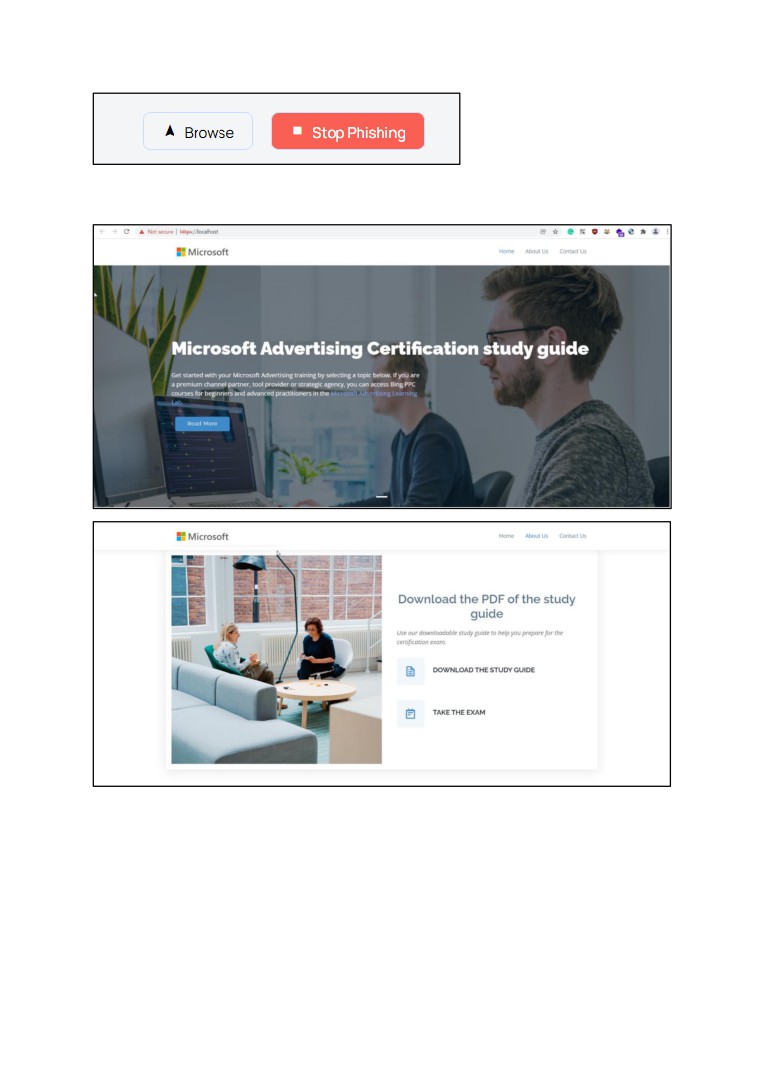 Browse
Stop Phishing
Not secure | https://localhost
Microsoft
Home About Us Contact Us
Microsoft Advertising Certification study guide
Get started with your Microsoft Advertising training by selecting a topic below. If you are
a premium channel partner, tool provider or strategic agency, you can access Bing PPC
courses for beginners and advanced practitioners in the Microsoft Advertising Learning
Lab.
Read More
Microsoft
Home About Us Contact Us
Download the PDF of the study
guide
Use our downloadable study guide to help you prepare for the
certification exam.
DOWNLOAD THE STUDY GUIDE
TAKE THE EXAM